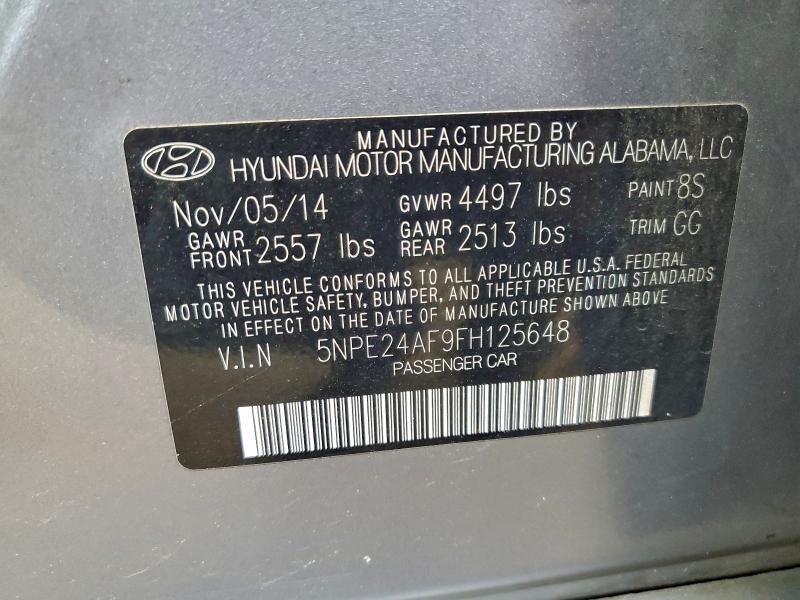 MANUFACTURED BY
HYUNDAI MOTOR MANUFACTURING ALABAMA, LLC
Nov/05/14 GVWR 4497 lbs PAINT 8S
GAWR FRONT 2557 lbs GAWR REAR 2513 lbs TRIM GG
THIS VEHICLE CONFORMS TO ALL APPLICABLE U.S.A. FEDERAL
MOTOR VEHICLE SAFETY, BUMPER, AND THEFT PREVENTION STANDARDS
IN EFFECT ON THE DATE OF MANUFACTURE SHOWN ABOVE
V.I.N 5NPE24AF9FH125648
PASSENGER CAR